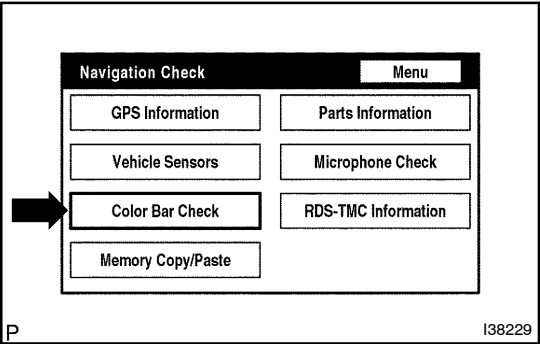 Navigation Check
Menu
GPS Information
Parts Information
Vehicle Sensors
Microphone Check
Color Bar Check
RDS-TMC Information
Memory Copy/Paste
P
I38229